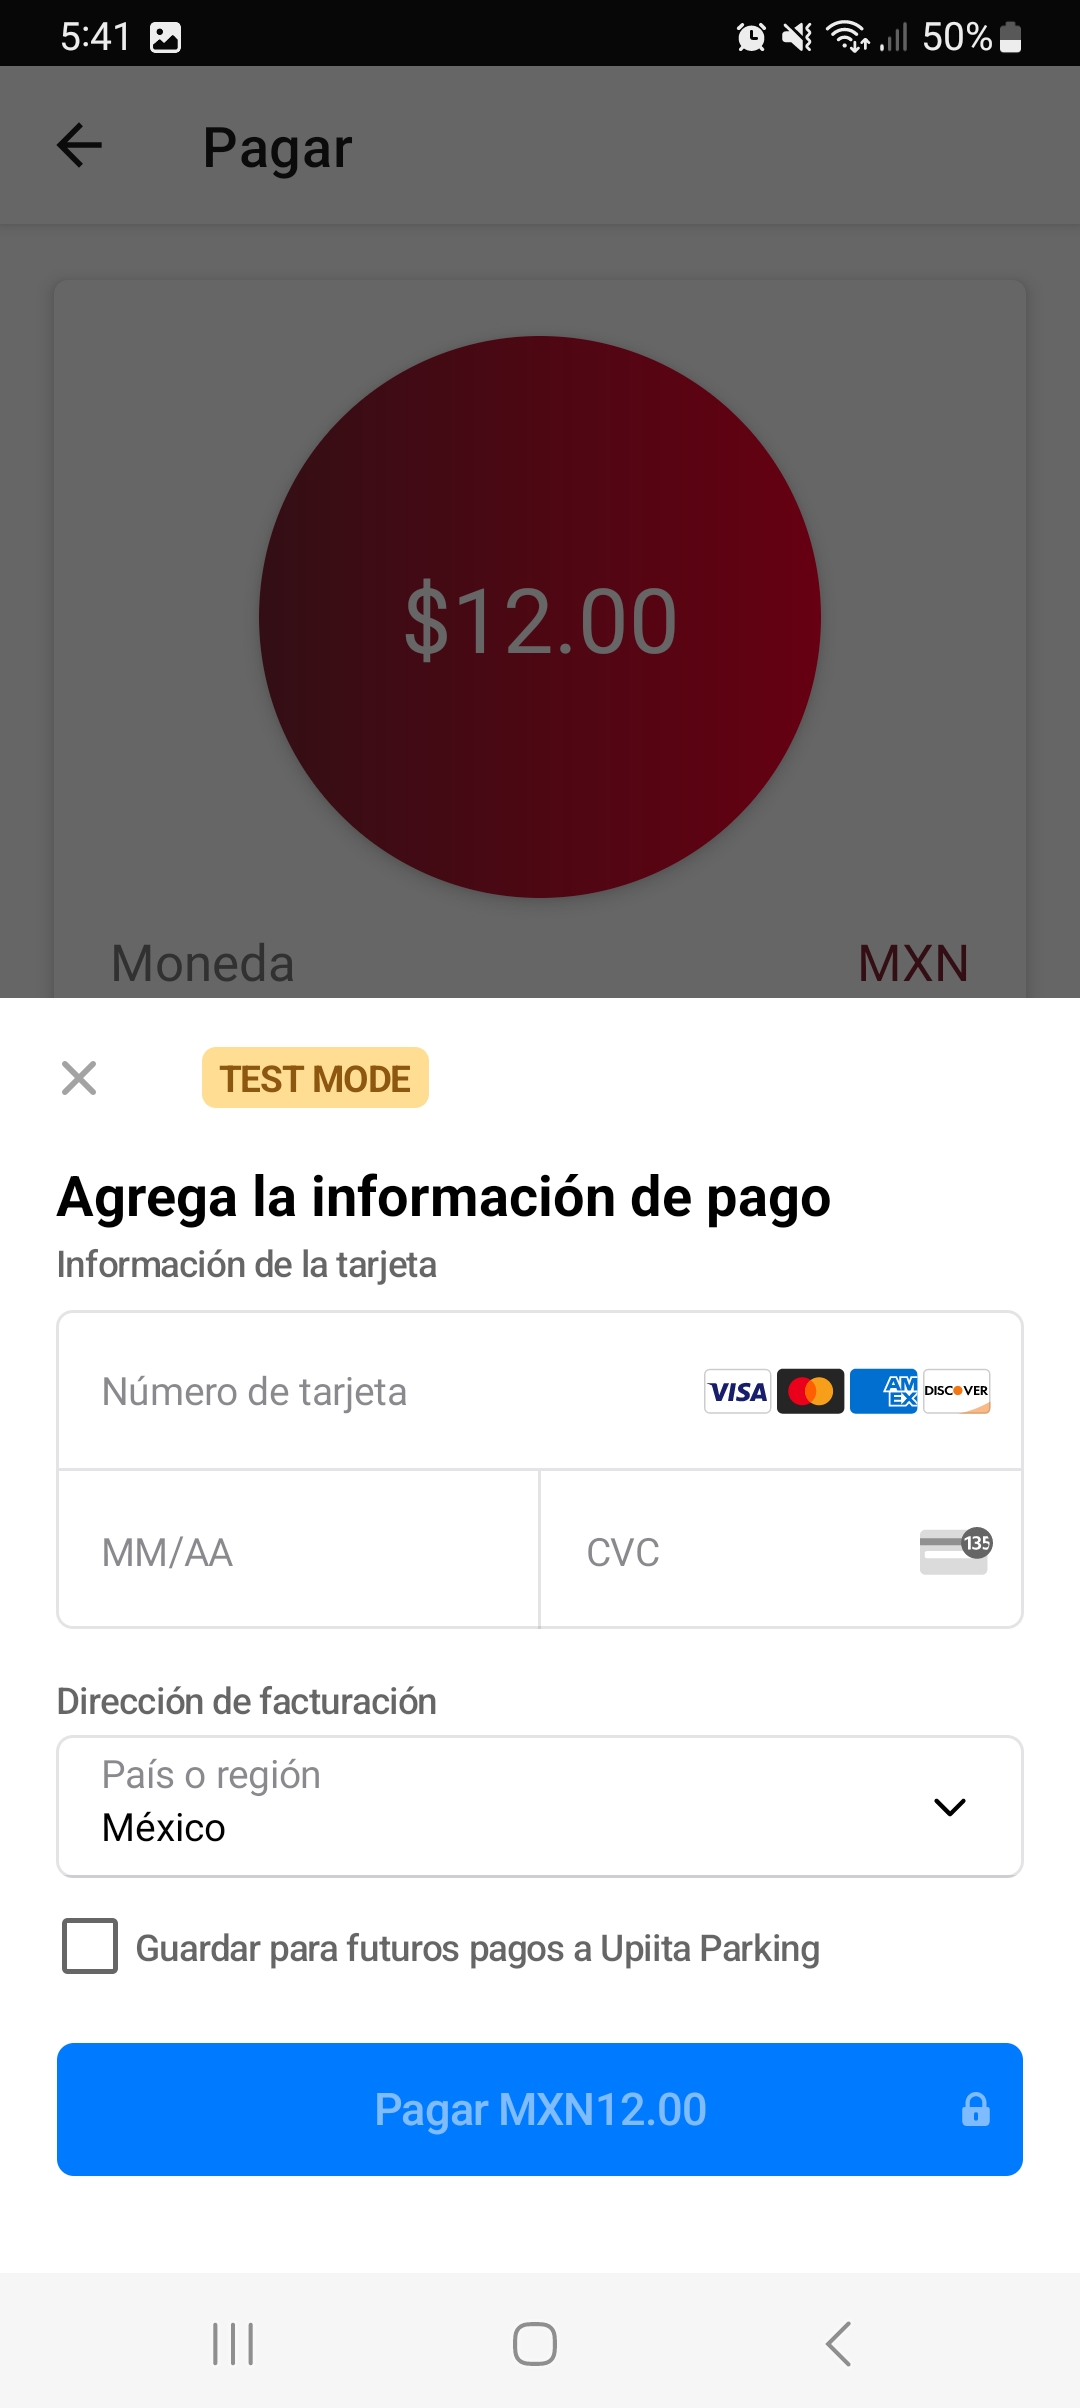 5:41
50%
Pagar
$12.00
Moneda MXN
TEST MODE
Agrega la información de pago
Información de la tarjeta
Número de tarjeta VISA AMEX DISCOVER
MM/AA CVC 135
Dirección de facturación
País o región
México
Guardar para futuros pagos a Upiita Parking
Pagar MXN12.00